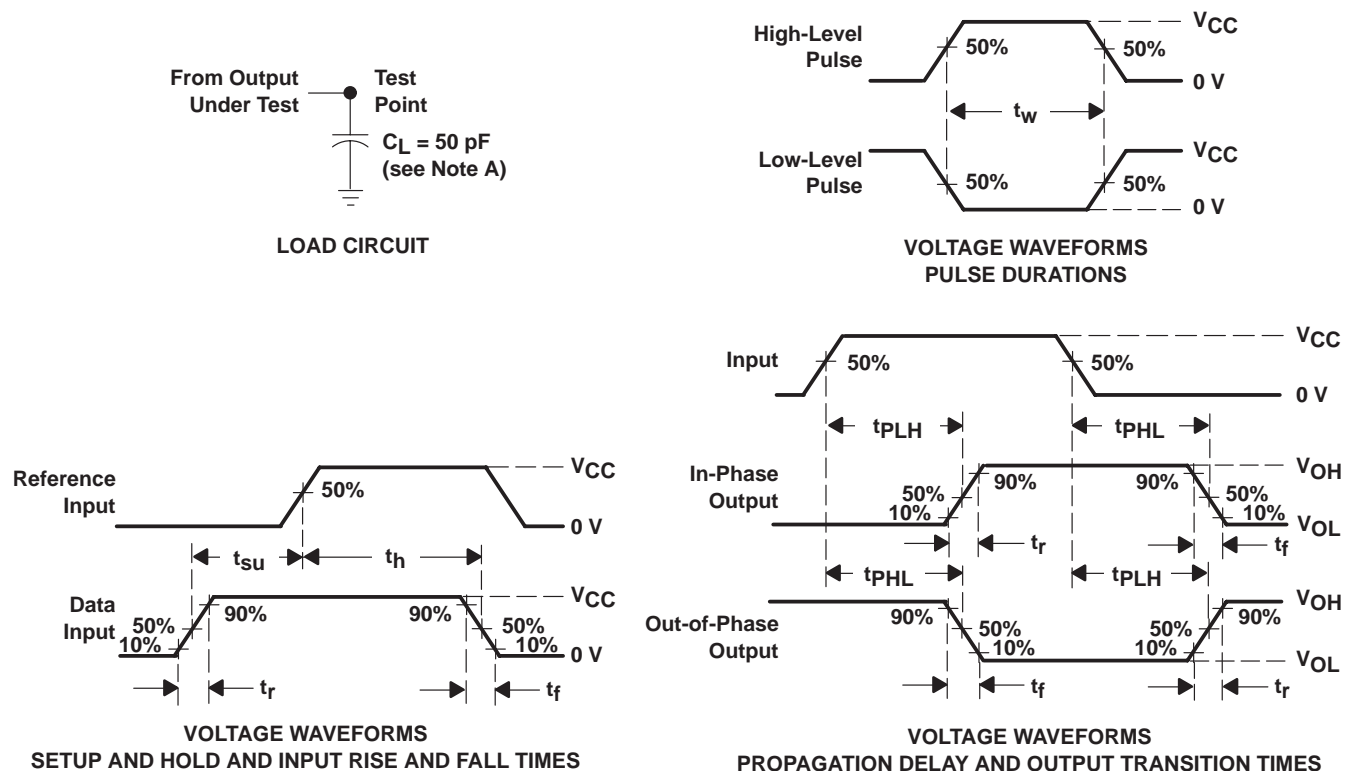 From Output
Under Test
Test
Point
CL = 50 pF
(see Note A)
LOAD CIRCUIT
High-Level
Pulse
50%
50%
VCC
0 V
tw
Low-Level
Pulse
50%
50%
VCC
0 V
VOLTAGE WAVEFORMS
PULSE DURATIONS
Reference
Input
50%
VCC
0 V
tsu
th
Data
Input
50%
10%
90%
90%
50%
10%
VCC
0 V
tr
tf
VOLTAGE WAVEFORMS
SETUP AND HOLD AND INPUT RISE AND FALL TIMES
Input
50%
50%
VCC
0 V
tPLH
tPHL
In-Phase
Output
50%
10%
90%
90%
50%
10%
VOH
VOL
tr
tf
tPHL
tPLH
Out-of-Phase
Output
90%
50%
10%
50%
10%
90%
VOH
VOL
tf
tr
VOLTAGE WAVEFORMS
PROPAGATION DELAY AND OUTPUT TRANSITION TIMES